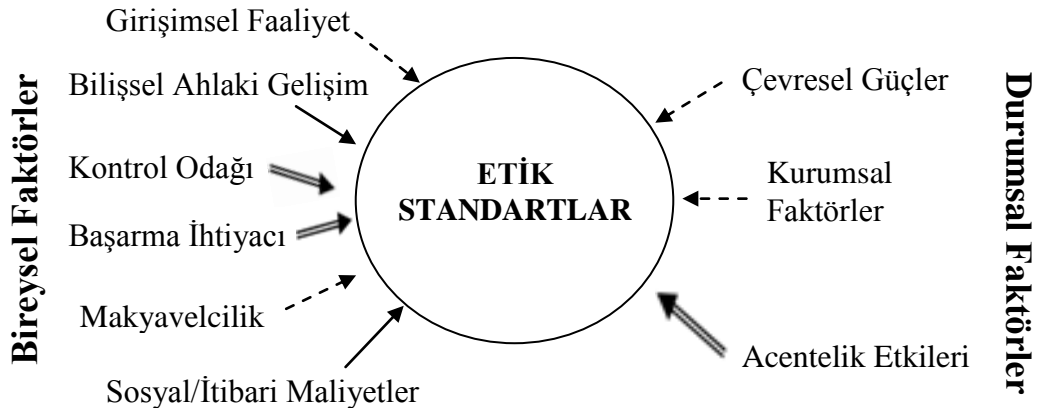 Bireysel Faktörler
Girişimsel Faaliyet
Bilişsel Ahlaki Gelişim
Kontrol Odağı
Başarma İhtiyacı
Makyavelcilik
Sosyal/İtibari Maliyetler
ETİK
STANDARTLAR
Çevresel Güçler
Kurumsal
Faktörler
Acentelik Etkileri
Durumsal Faktörler